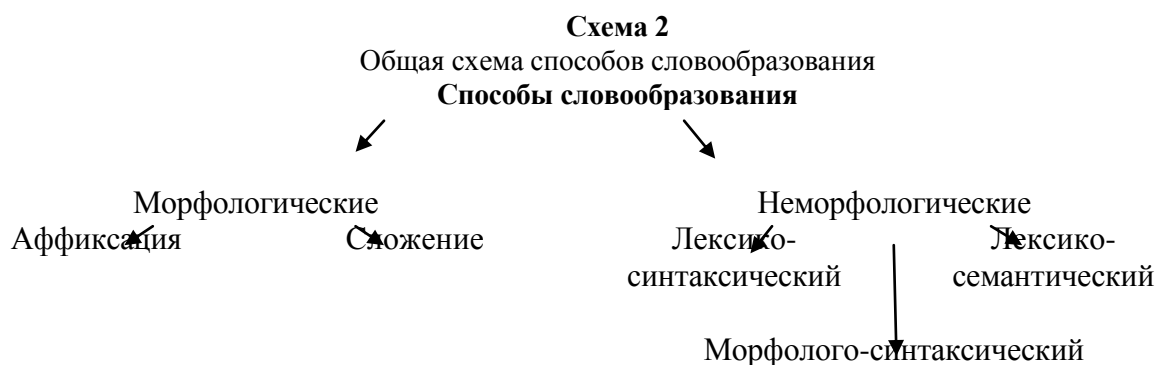 Схема 2
Общая схема способов словообразования
Способы словообразования
Морфологические Неморфологические
Аффиксация Сложение Лексико- Лексико-
синтаксический семантический
Морфолого-синтаксический